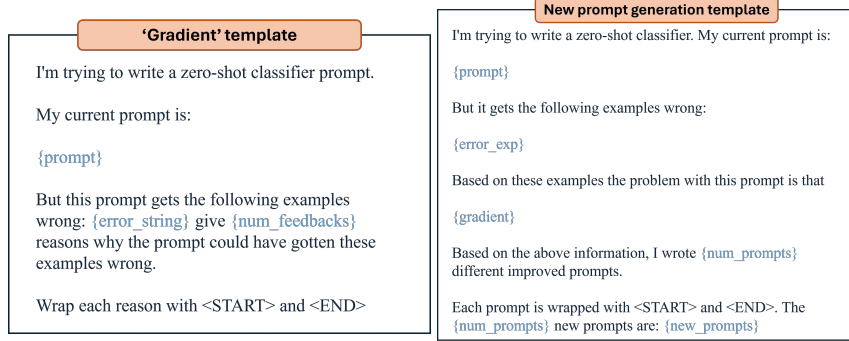 ‘Gradient’ template
I'm trying to write a zero-shot classifier prompt.
My current prompt is:
{prompt}
But this prompt gets the following examples
wrong: {error_string} give {num_feedbacks}
reasons why the prompt could have gotten these
examples wrong.
Wrap each reason with <START> and <END>
New prompt generation template
I'm trying to write a zero-shot classifier. My current prompt is:
{prompt}
But it gets the following examples wrong:
{error_exp}
Based on these examples the problem with this prompt is that
{gradient}
Based on the above information, I wrote {num_prompts}
different improved prompts.
Each prompt is wrapped with <START> and <END>. The
{num_prompts} new prompts are: {new_prompts}